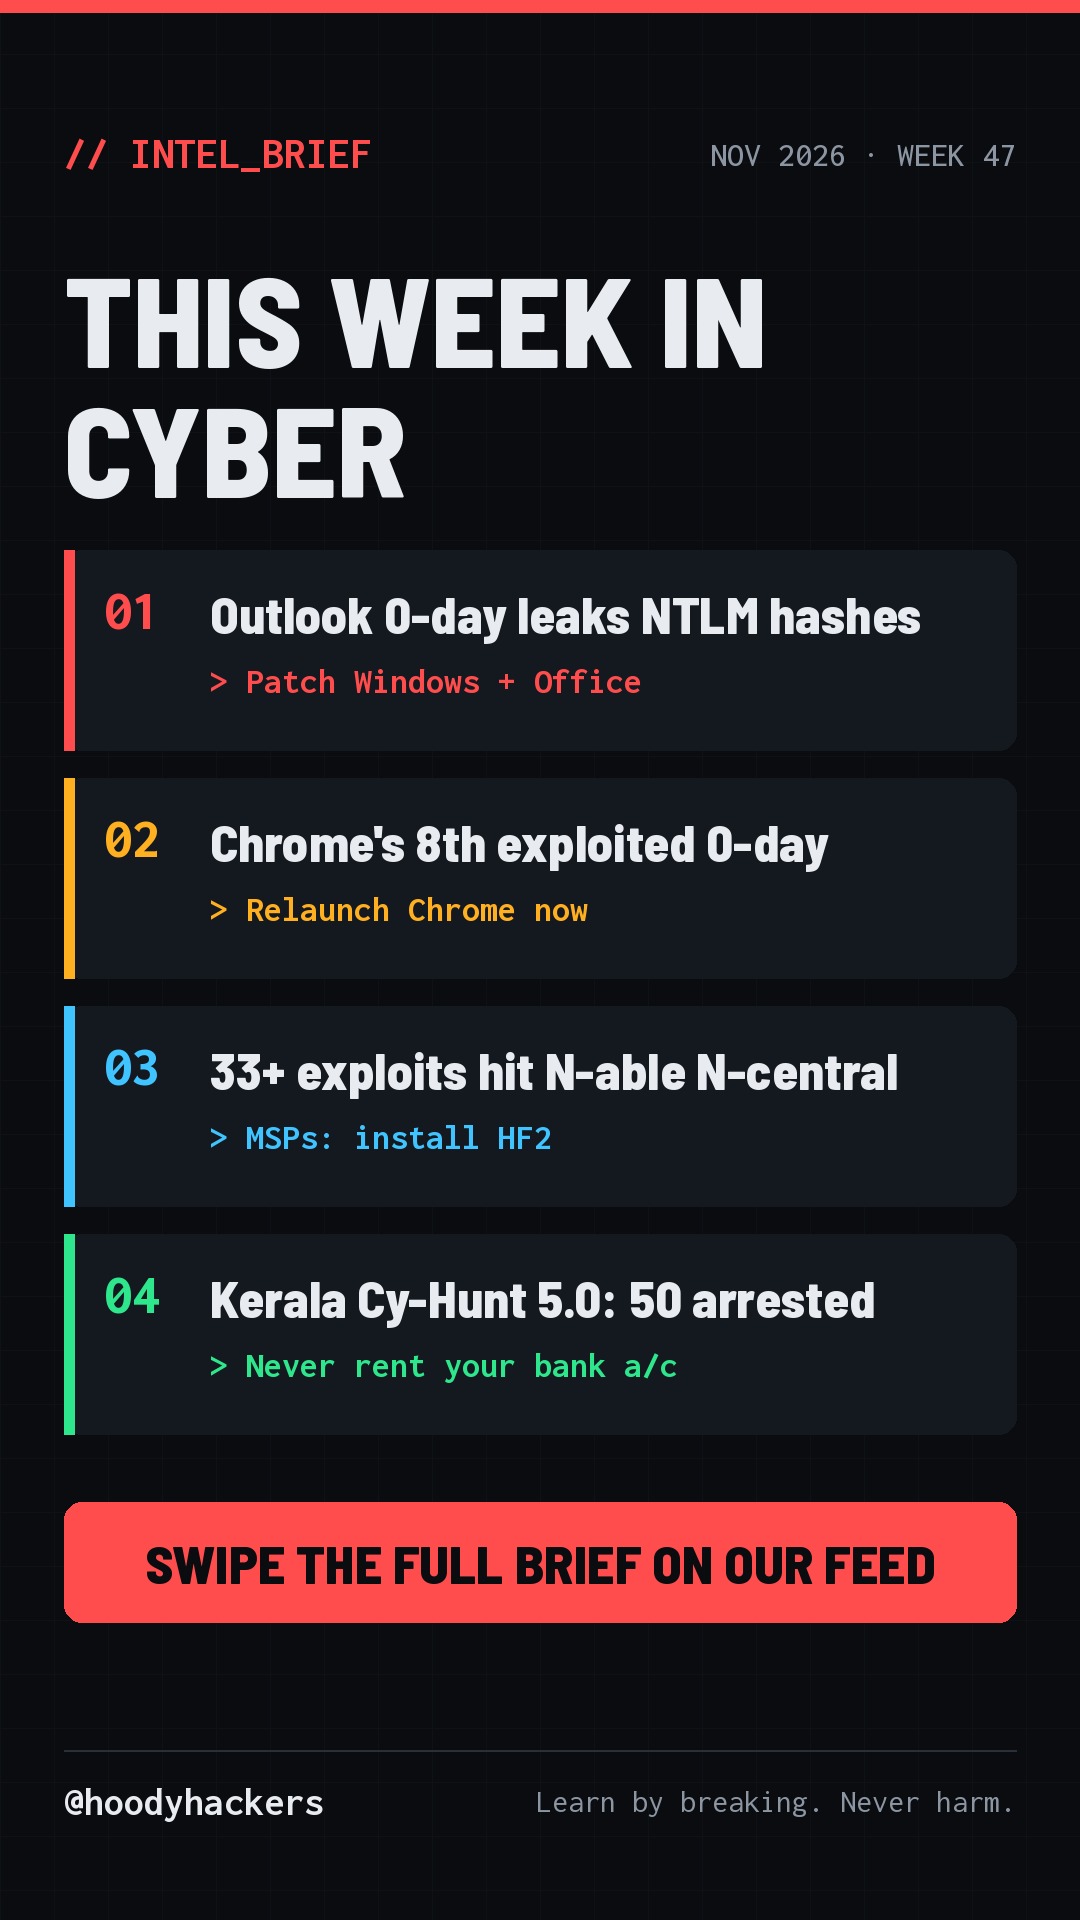 // INTEL_BRIEF
NOV 2026 · WEEK 47
THIS WEEK IN
CYBER
01
Outlook 0-day leaks NTLM hashes
> Patch Windows + Office
02
Chrome's 8th exploited 0-day
> Relaunch Chrome now
03
33+ exploits hit N-able N-central
> MSPs: install HF2
04
Kerala Cy-Hunt 5.0: 50 arrested
> Never rent your bank a/c
SWIPE THE FULL BRIEF ON OUR FEED
@hoodyhackers
Learn by breaking. Never harm.